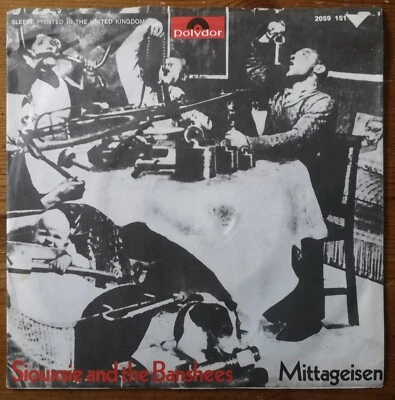 SLEEVE PRINTED IN THE UNITED KINGDOM
Polydor
2059 151
Siouxsie and the Banshees
Mittageisen